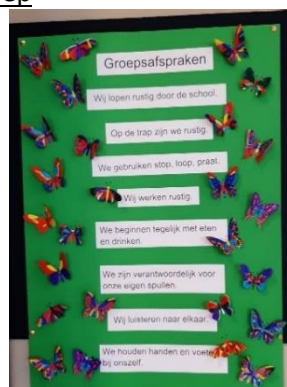 Groepsafspraken
Wij lopen rustig door de school.
Op de trap zijn we rustig.
We gebruiken stop, loop, praat.
Wij werken rustig.
We beginnen tegelijk met eten
en drinken.
We zijn verantwoordelijk voor
onze eigen spullen.
Wij luisteren naar elkaar.
We houden handen en voeten
bij onszelf.